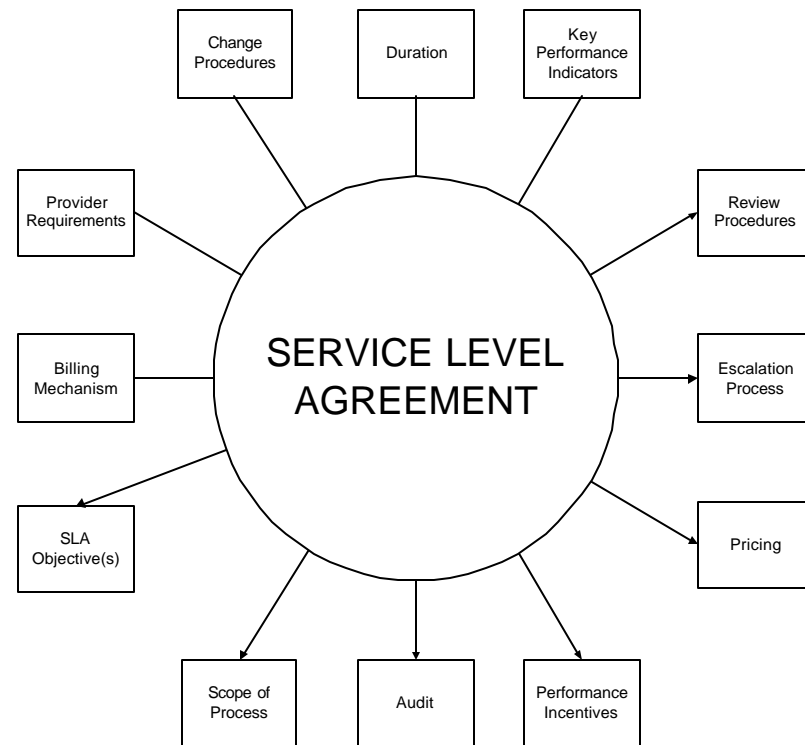 Change
Procedures
Duration
Key
Performance
Indicators
Provider
Requirements
Review
Procedures
SERVICE LEVEL
AGREEMENT
Billing
Mechanism
Escalation
Process
SLA
Objective(s)
Pricing
Scope of
Process
Audit
Performance
Incentives